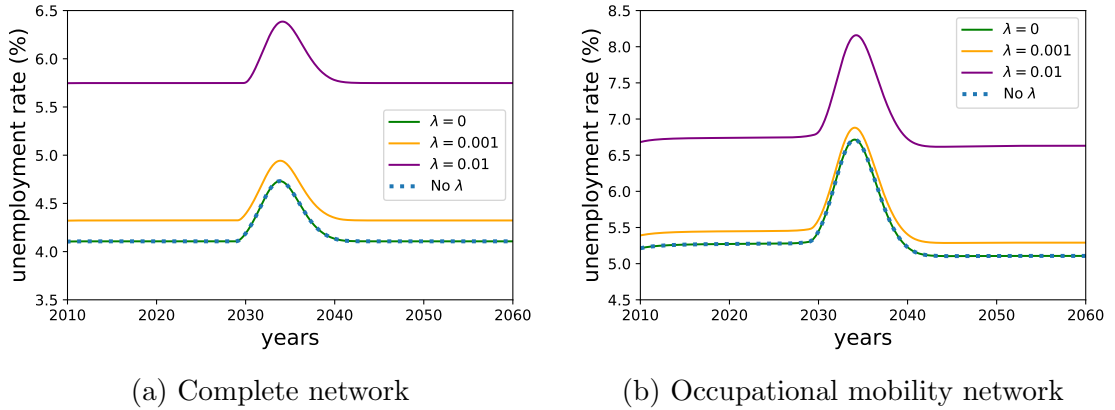 6.5
6.0
5.5
5.0
4.5
4.0
3.5
unemployment rate (%)
2010 2020 2030 2040 2050 2060
years
λ = 0
λ = 0.001
λ = 0.01
No λ
(a) Complete network
8.5
8.0
7.5
7.0
6.5
6.0
5.5
5.0
4.5
unemployment rate (%)
2010 2020 2030 2040 2050 2060
years
λ = 0
λ = 0.001
λ = 0.01
No λ
(b) Occupational mobility network